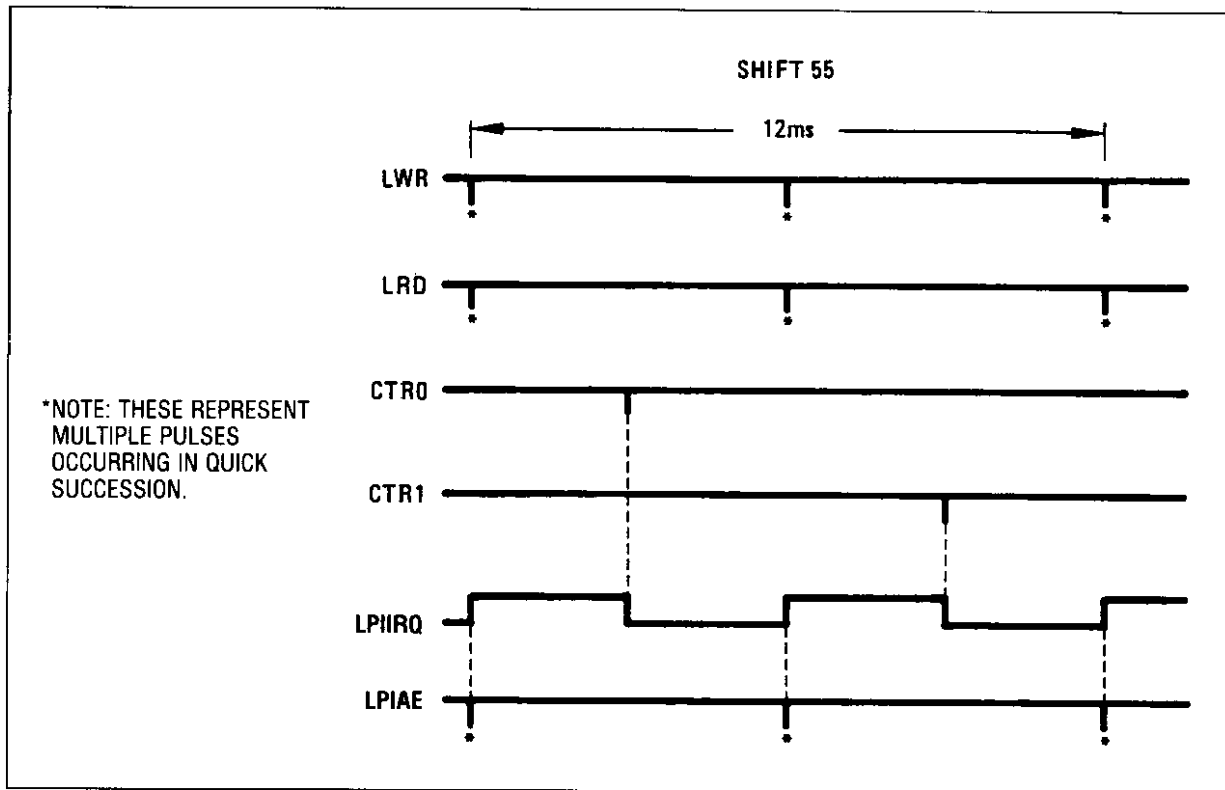 SHIFT 55
12ms
LWR
* * *
LRD
* * *
CTR0
*NOTE: THESE REPRESENT
MULTIPLE PULSES
OCCURRING IN QUICK
SUCCESSION.
CTR1
LPIIRQ
LPIAE
* * *